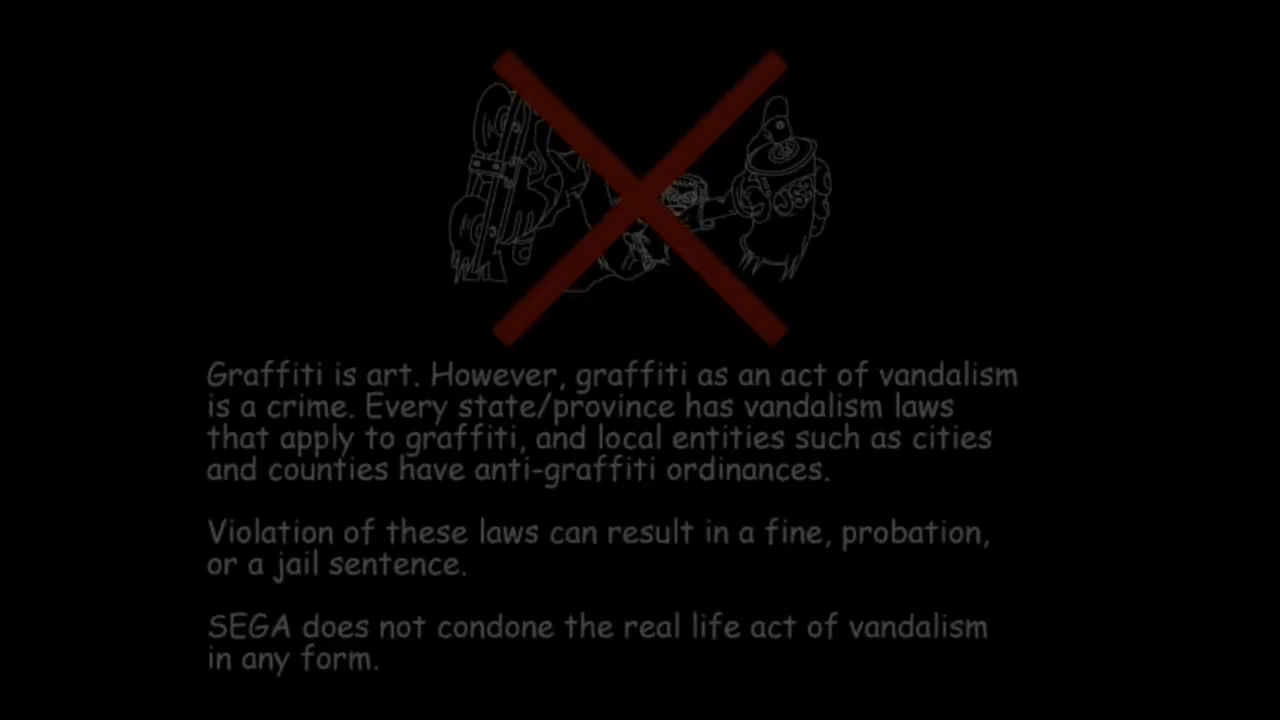 Graffiti is art. However, graffiti as an act of vandalism
is a crime. Every state/province has vandalism laws
that apply to graffiti, and local entities such as cities
and counties have anti-graffiti ordinances.
Violation of these laws can result in a fine, probation,
or a jail sentence.
SEGA does not condone the real life act of vandalism
in any form.